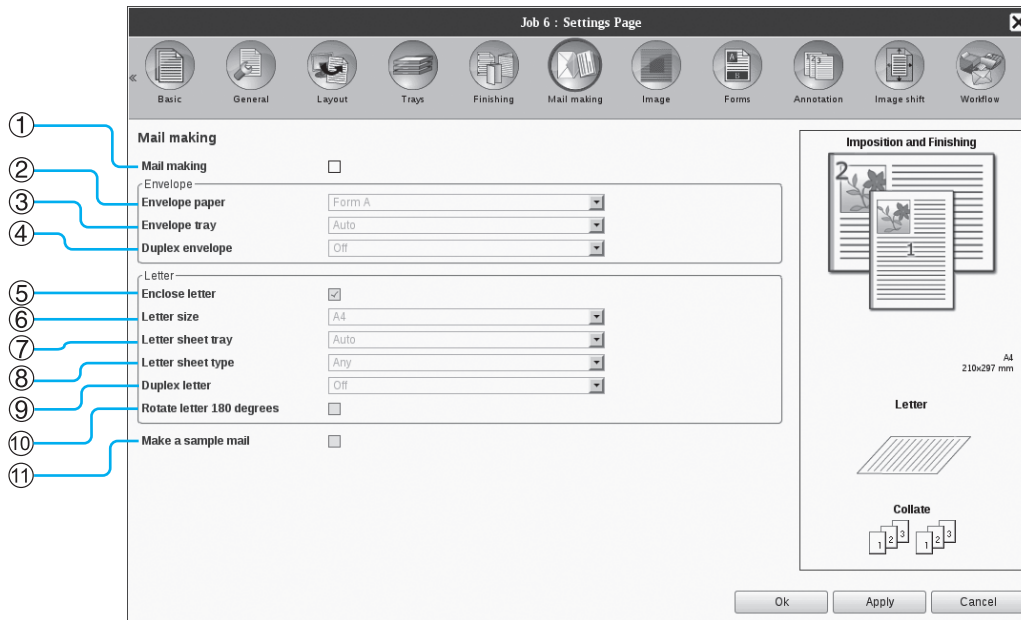 Job 6 : Settings Page
« Basic General Layout Trays Finishing Mail making Image Forms Annotation Image shift Workflow
Mail making
① Mail making
Envelope
② Envelope paper Form A
③ Envelope tray Auto
④ Duplex envelope Off
Letter
⑤ Enclose letter
⑥ Letter size A4
⑦ Letter sheet tray Auto
⑧ Letter sheet type Any
⑨ Duplex letter Off
⑩ Rotate letter 180 degrees
⑪ Make a sample mail
Imposition and Finishing
2
1
A4
210x297 mm
Letter
Collate
1 2 3 1 2 3
Ok Apply Cancel